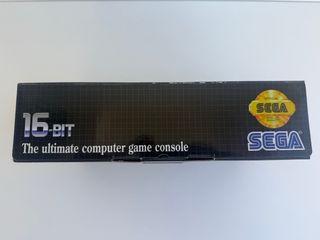 16-BIT
The ultimate computer game console
SEGA
SEGA